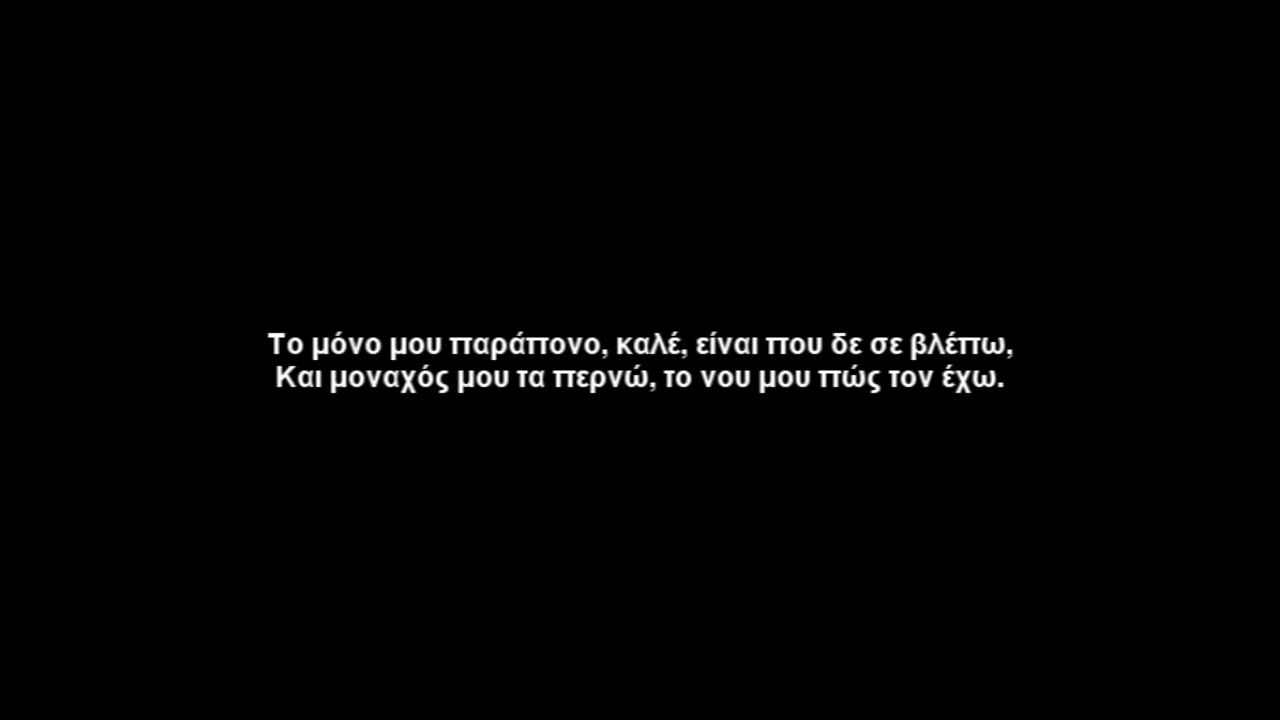 Το μόνο μου παράπονο, καλέ, είναι που δε σε βλέπω,
Και μοναχός μου τα περνώ, το νου μου πώς τον έχω.